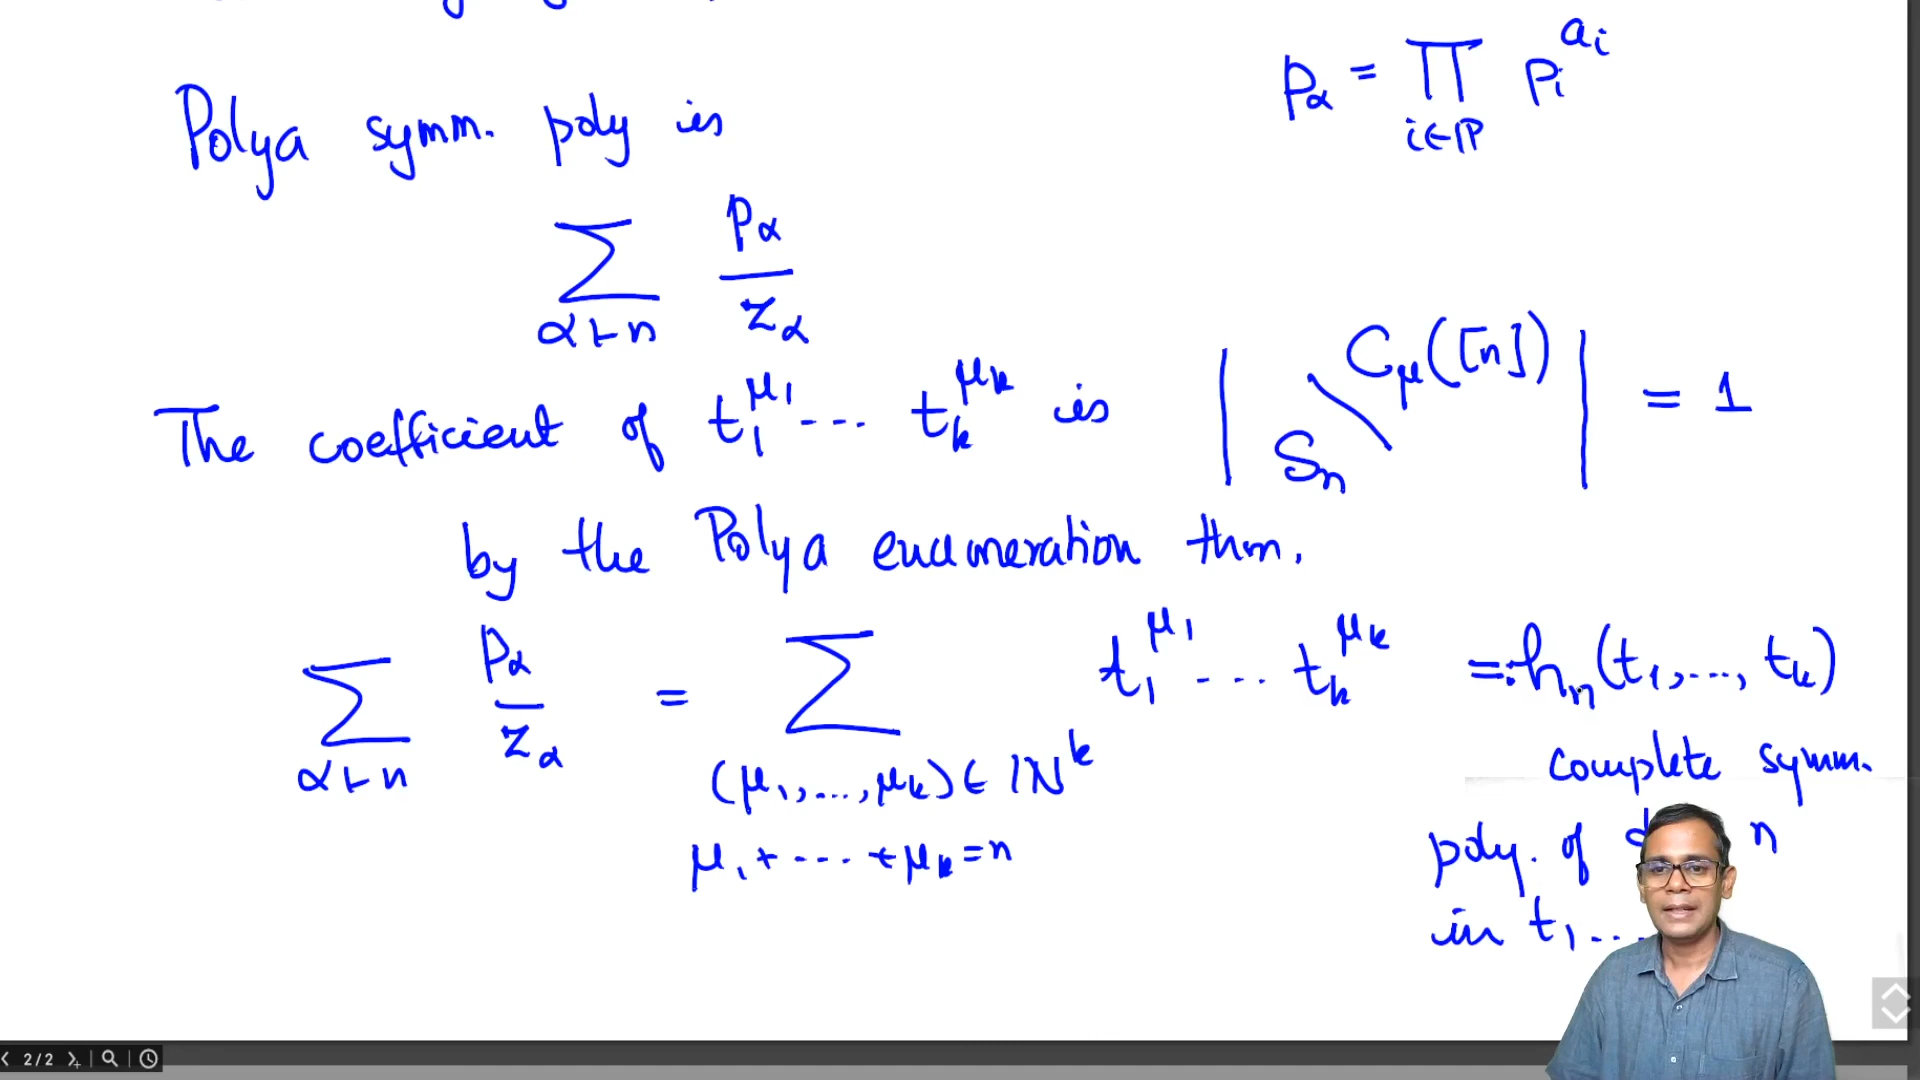 p_α = ∏_{i∈ℙ} p_i^{a_i}
Polya symm. poly is
∑_{α⊢n} p_α / z_α
The coefficient of t_1^{μ_1} ... t_k^{μ_k} is | S_n \ C_μ([n]) | = 1
by the Polya enumeration thm.
∑_{α⊢n} p_α / z_α = ∑_{(μ_1,...,μ_k) ∈ ℕ^k, μ_1 + ... + μ_k = n} t_1^{μ_1} ... t_k^{μ_k} =: h_n(t_1,...,t_k)
complete symm.
poly. of n
in t_1 ...
2/2